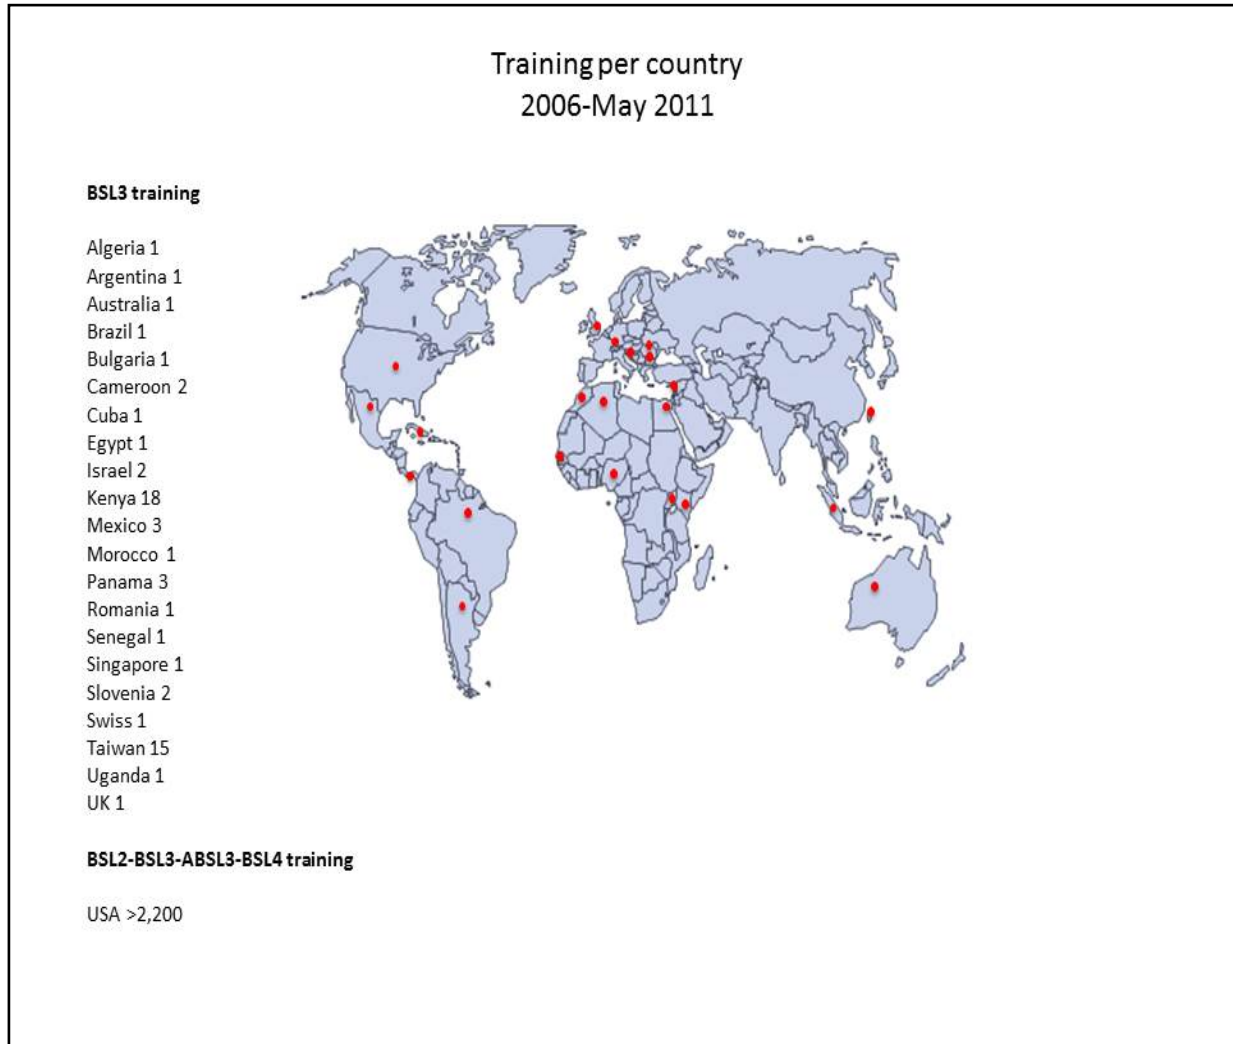 Training per country
2006-May 2011
BSL3 training
Algeria 1
Argentina 1
Australia 1
Brazil 1
Bulgaria 1
Cameroon 2
Cuba 1
Egypt 1
Israel 2
Kenya 18
Mexico 3
Morocco 1
Panama 3
Romania 1
Senegal 1
Singapore 1
Slovenia 2
Swiss 1
Taiwan 15
Uganda 1
UK 1
BSL2-BSL3-ABSL3-BSL4 training
USA >2,200